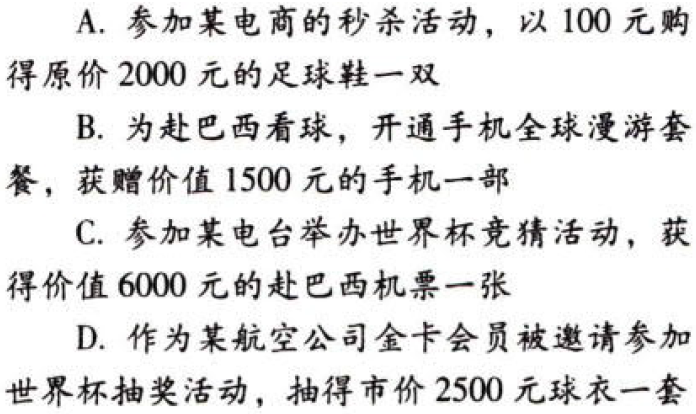 A. 参加某电商的秒杀活动，以 100 元购
得原价 2000 元的足球鞋一双
B. 为赴巴西看球，开通手机全球漫游套
餐，获赠价值 1500 元的手机一部
C. 参加某电台举办世界杯竞猜活动，获
得价值 6000 元的赴巴西机票一张
D. 作为某航空公司金卡会员被邀请参加
世界杯抽奖活动，抽得市价 2500 元球衣一套